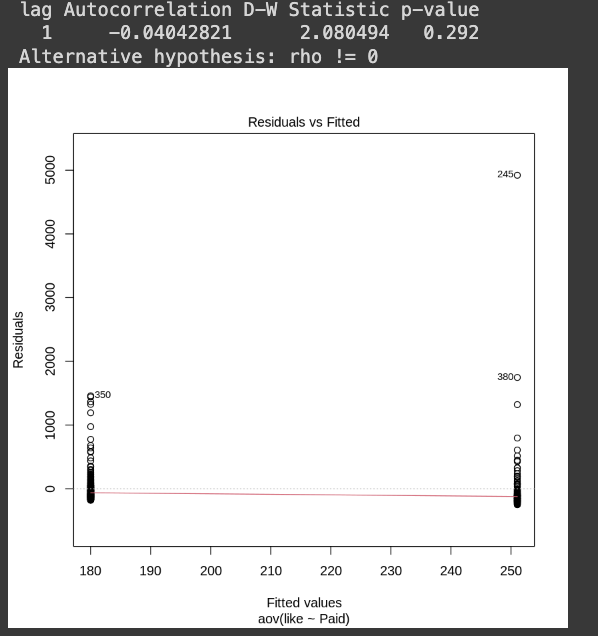 lag Autocorrelation D-W Statistic p-value
1 -0.04042821 2.080494 0.292
Alternative hypothesis: rho != 0
Residuals vs Fitted
5000
4000
3000
2000
1000
0
Residuals
245
380
350
180 190 200 210 220 230 240 250
Fitted values
aov(like ~ Paid)